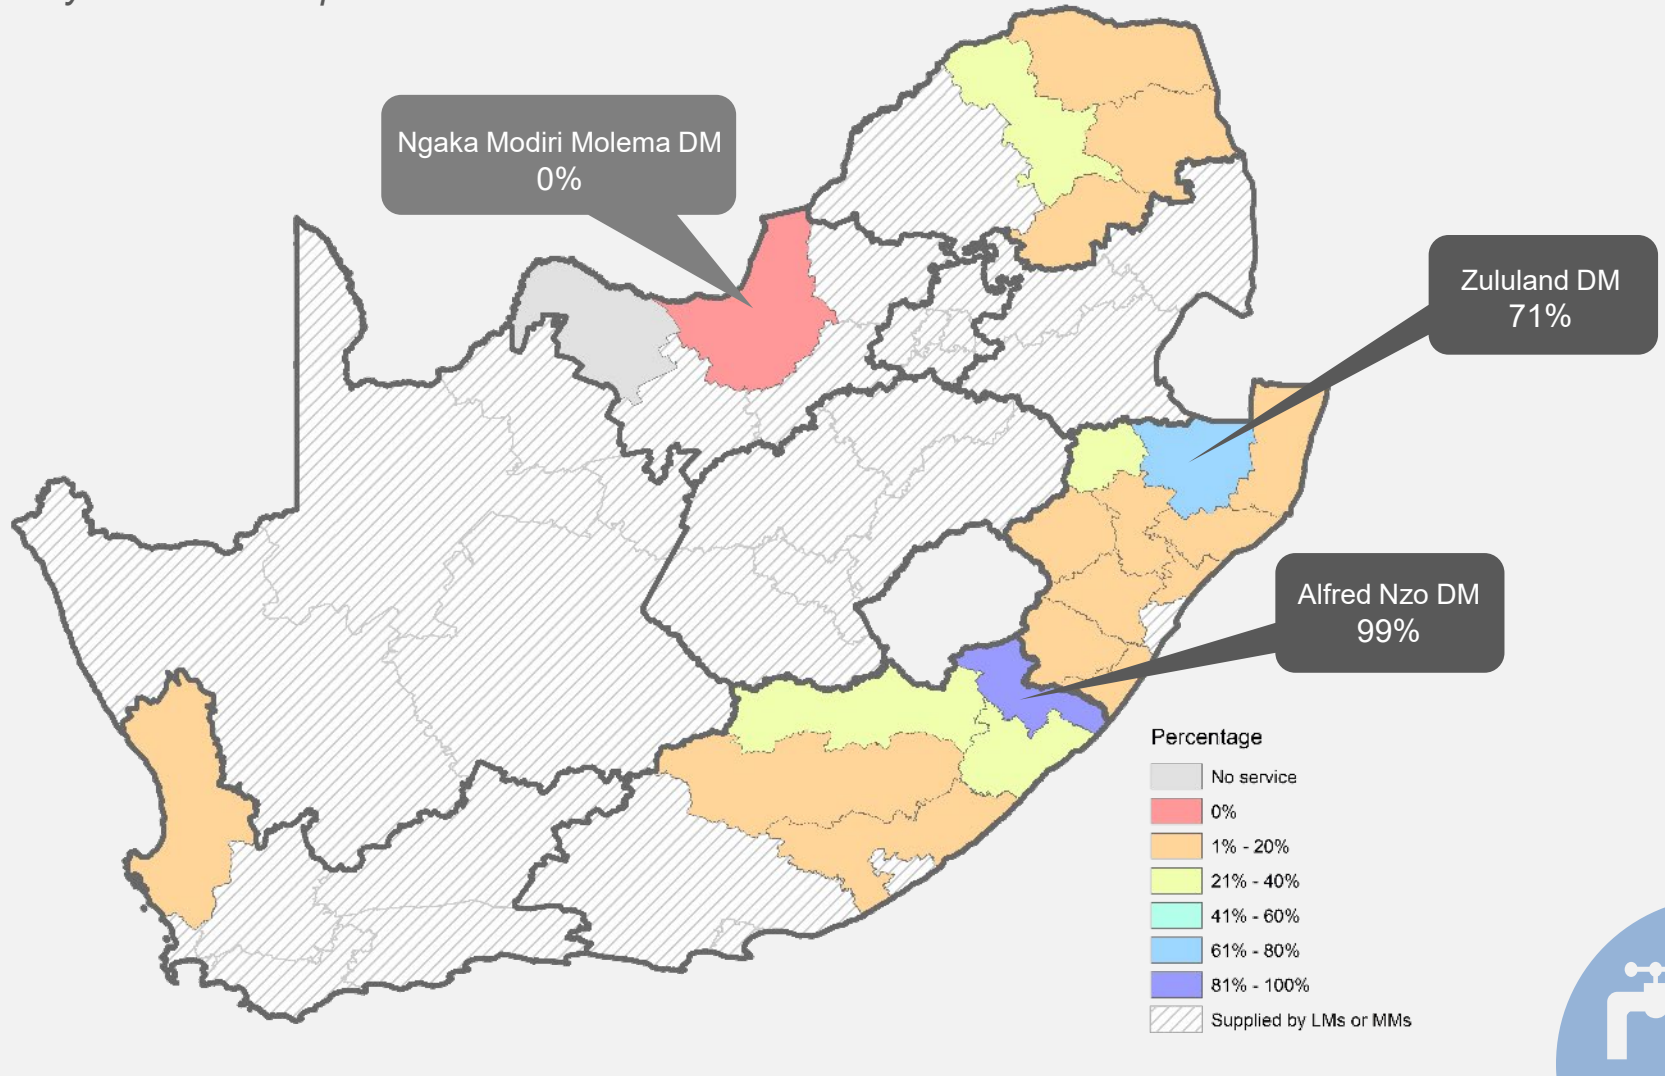 Ngaka Modiri Molema DM
0%
Zululand DM
71%
Alfred Nzo DM
99%
Percentage
No service
0%
1% - 20%
21% - 40%
41% - 60%
61% - 80%
81% - 100%
Supplied by LMs or MMs